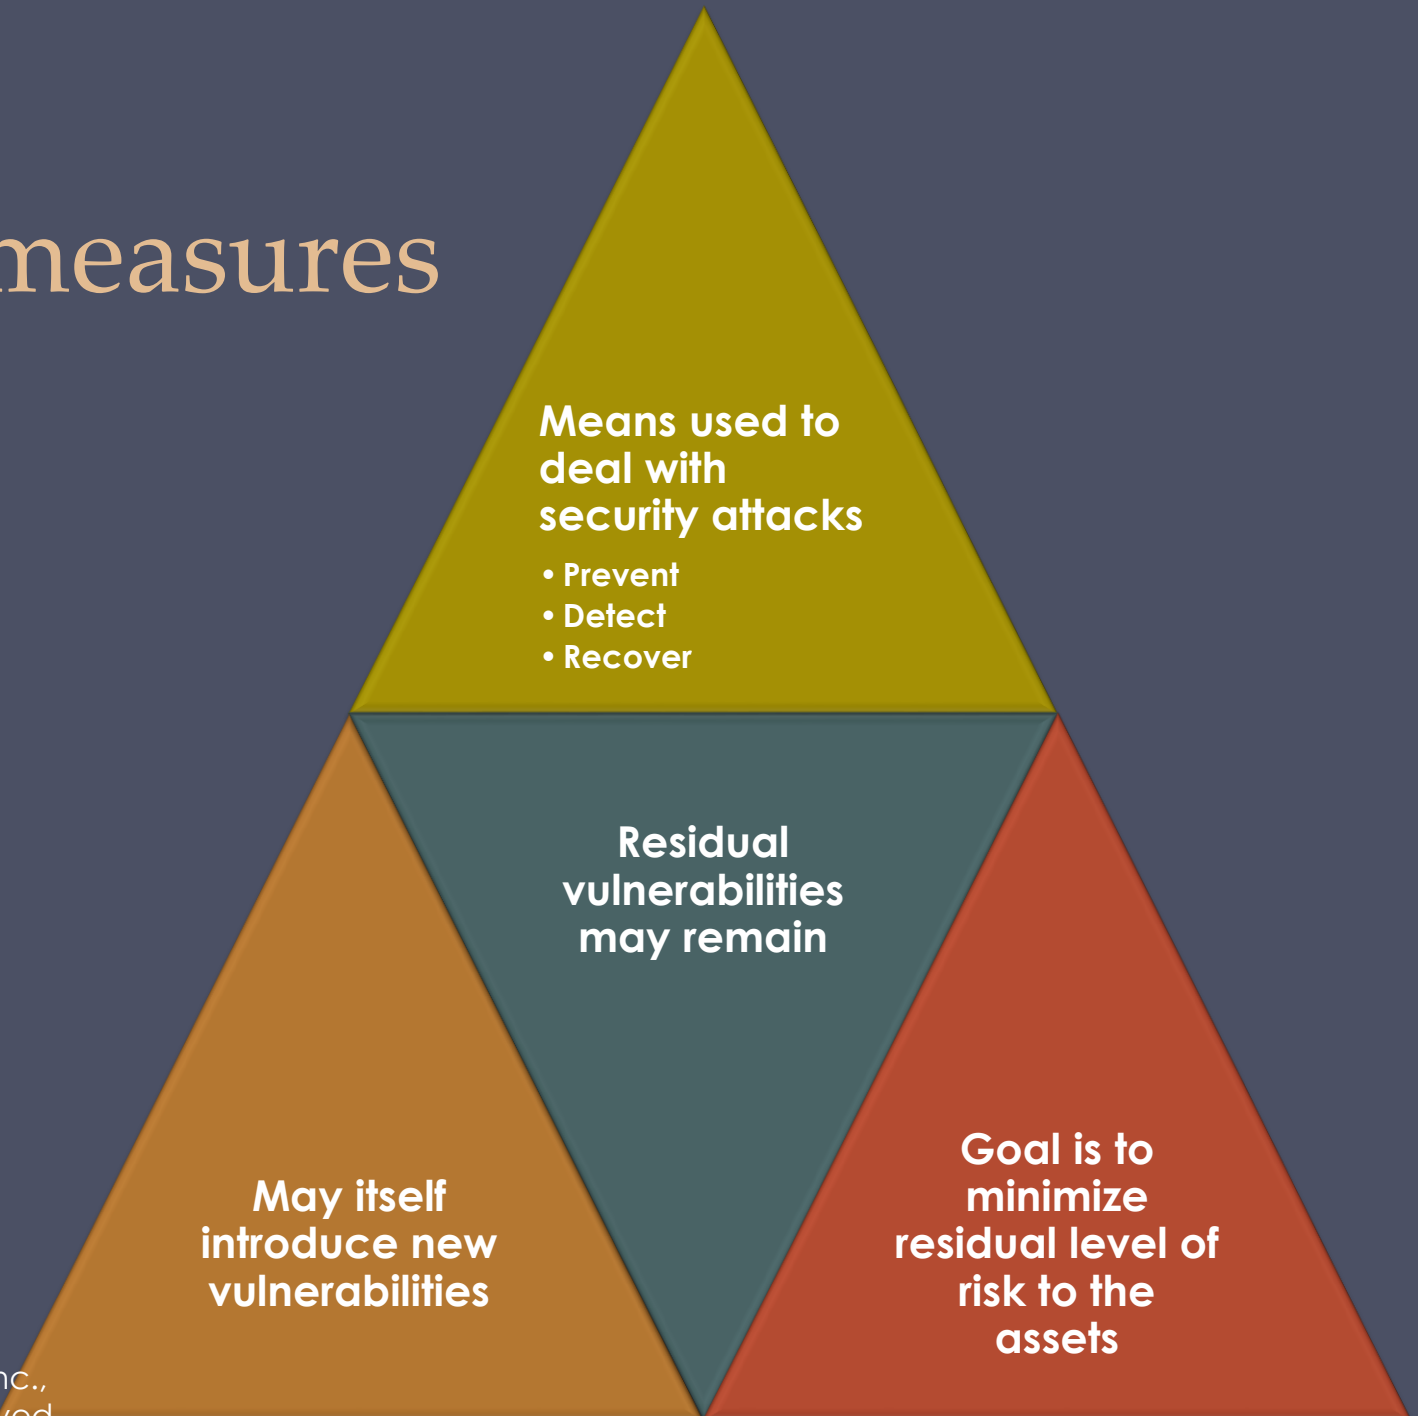 measures
Means used to
deal with
security attacks
• Prevent
• Detect
• Recover
Residual
vulnerabilities
may remain
May itself
introduce new
vulnerabilities
Goal is to
minimize
residual level of
risk to the
assets
nc.,